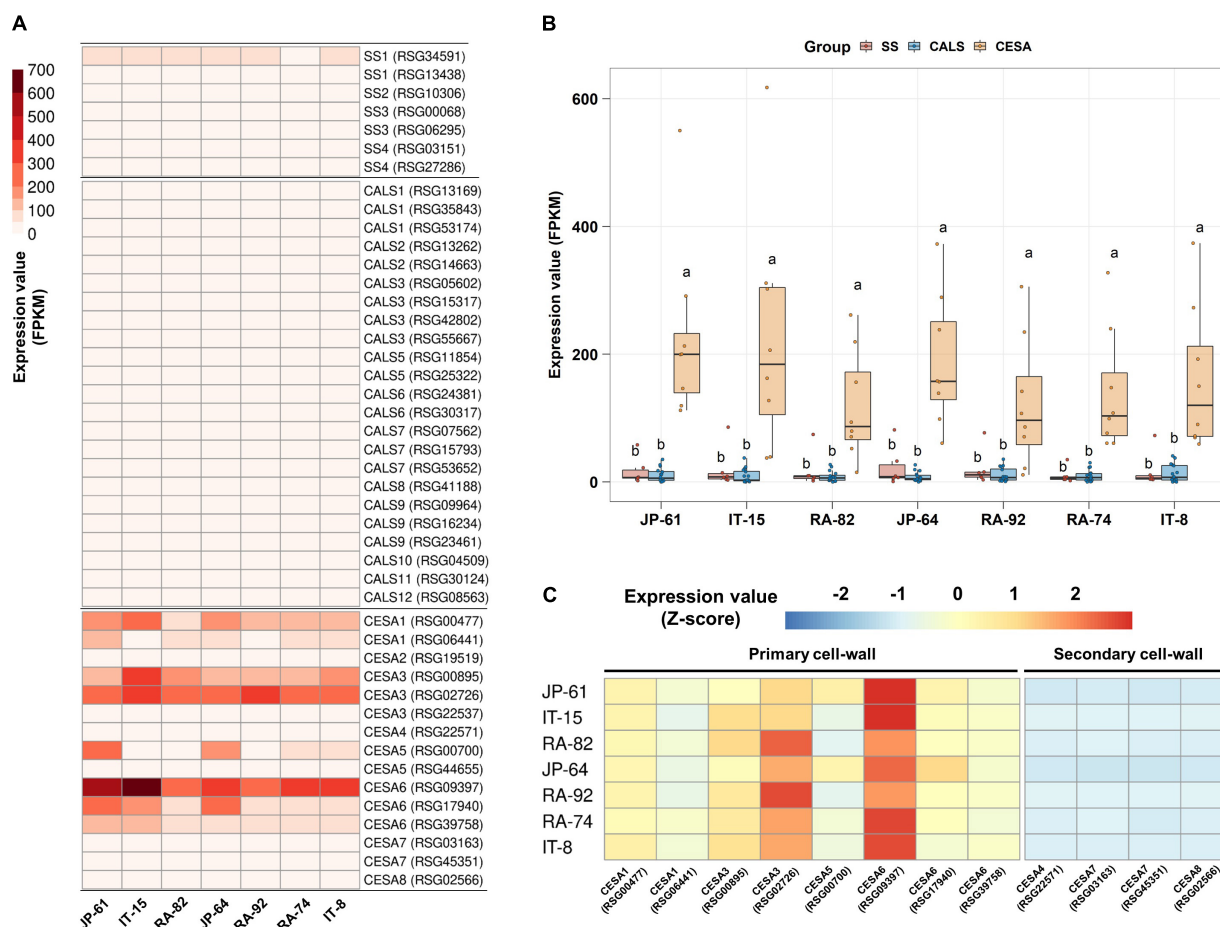 A
700
600
500
400
300
200
100
0
Expression value
(FPKM)
SS1 (RSG34591)
SS1 (RSG13438)
SS2 (RSG10306)
SS3 (RSG00068)
SS3 (RSG06295)
SS4 (RSG03151)
SS4 (RSG27286)
CALS1 (RSG13169)
CALS1 (RSG35843)
CALS1 (RSG53174)
CALS2 (RSG13262)
CALS2 (RSG14663)
CALS3 (RSG05602)
CALS3 (RSG15317)
CALS3 (RSG42802)
CALS3 (RSG55667)
CALS5 (RSG11854)
CALS5 (RSG25322)
CALS6 (RSG24381)
CALS6 (RSG30317)
CALS7 (RSG07562)
CALS7 (RSG15793)
CALS7 (RSG53652)
CALS8 (RSG41188)
CALS9 (RSG09964)
CALS9 (RSG16234)
CALS9 (RSG23461)
CALS10 (RSG04509)
CALS11 (RSG30124)
CALS12 (RSG08563)
CESA1 (RSG00477)
CESA1 (RSG06441)
CESA2 (RSG19519)
CESA3 (RSG00895)
CESA3 (RSG02726)
CESA3 (RSG22537)
CESA4 (RSG22571)
CESA5 (RSG00700)
CESA5 (RSG44655)
CESA6 (RSG09397)
CESA6 (RSG17940)
CESA6 (RSG39758)
CESA7 (RSG03163)
CESA7 (RSG45351)
CESA8 (RSG02566)
JP-61 IT-15 RA-82 JP-64 RA-92 RA-74 IT-8
B
Group SS CALS CESA
Expression value (FPKM)
600
400
200
0
a a a a a a a
b b b b b b b b b b b b b b
JP-61 IT-15 RA-82 JP-64 RA-92 RA-74 IT-8
C
Expression value
(Z-score)
-2 -1 0 1 2
Primary cell-wall Secondary cell-wall
JP-61
IT-15
RA-82
JP-64
RA-92
RA-74
IT-8
CESA1
(RSG00477)
CESA1
(RSG06441)
CESA3
(RSG00895)
CESA3
(RSG02726)
CESA5
(RSG00700)
CESA6
(RSG09397)
CESA6
(RSG17940)
CESA6
(RSG39758)
CESA4
(RSG22571)
CESA7
(RSG03163)
CESA7
(RSG45351)
CESA8
(RSG02566)